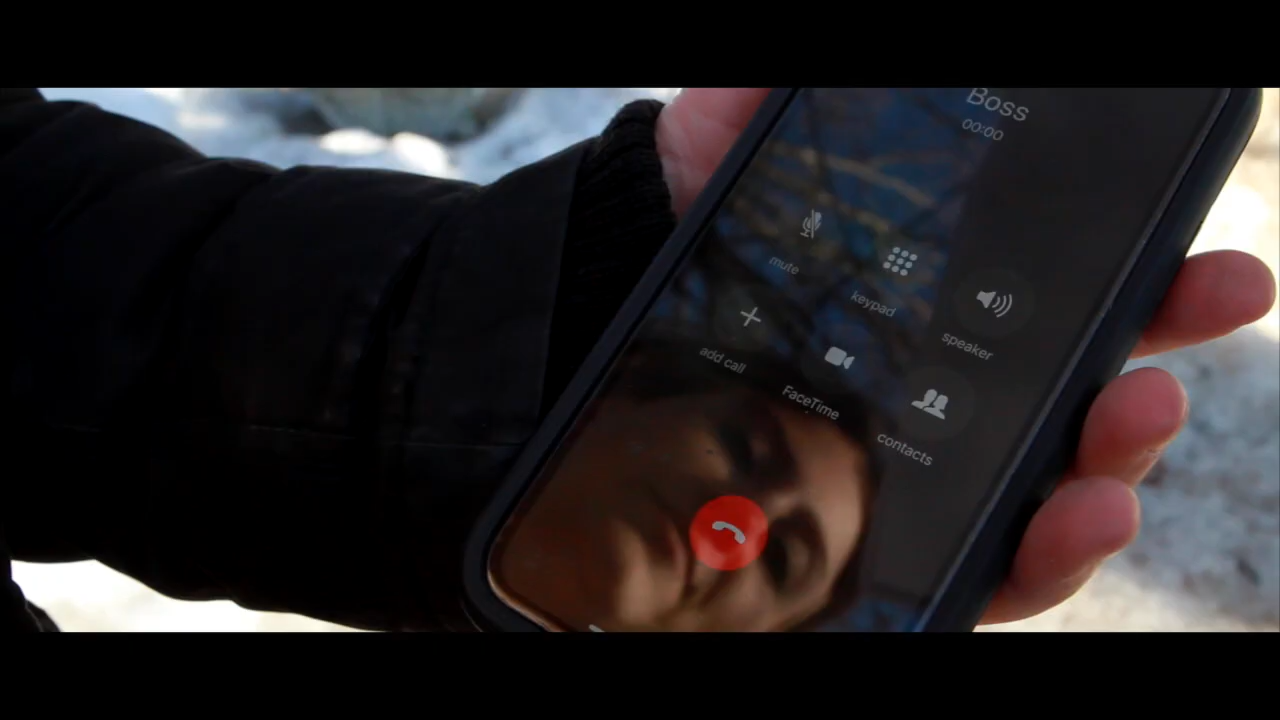 Boss
00:00
mute
keypad
speaker
add call
FaceTime
contacts